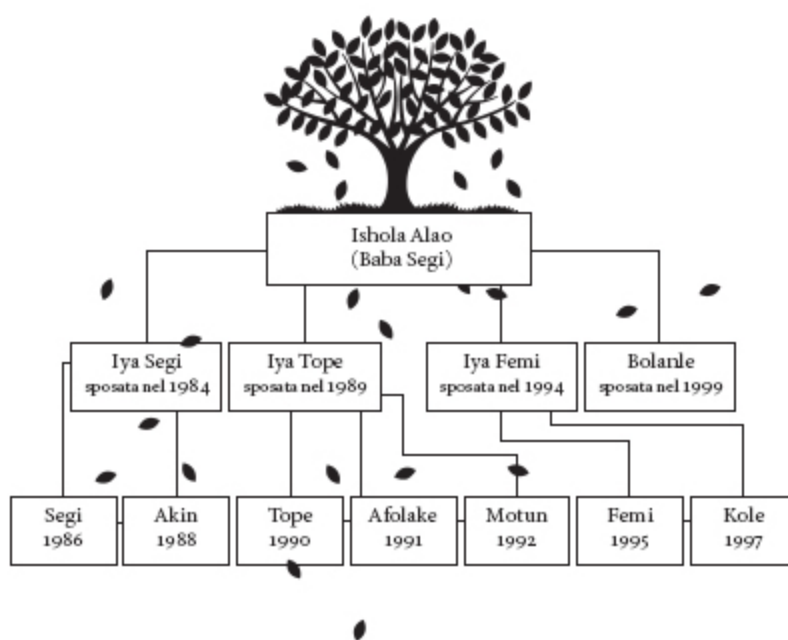 Ishola Alao
(Baba Segi)
Iya Segi
sposata nel 1984
Iya Tope
sposata nel 1989
Iya Femi
sposata nel 1994
Bolanle
sposata nel 1999
Segi
1986
Akin
1988
Tope
1990
Afolake
1991
Motun
1992
Femi
1995
Kole
1997